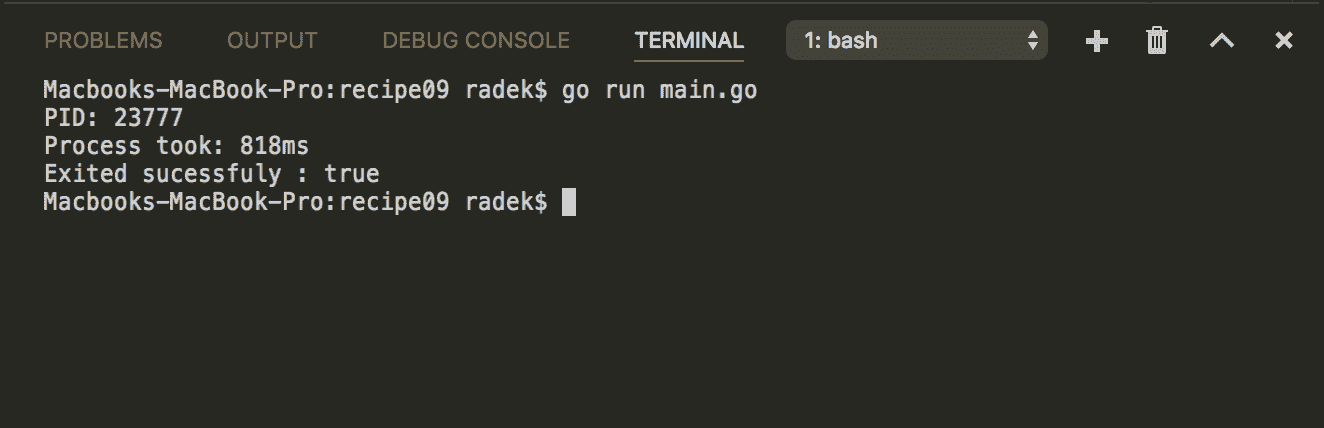 PROBLEMS OUTPUT DEBUG CONSOLE TERMINAL 1: bash
Macbooks-MacBook-Pro:recipe09 radek$ go run main.go
PID: 23777
Process took: 818ms
Exited sucessfuly : true
Macbooks-MacBook-Pro:recipe09 radek$